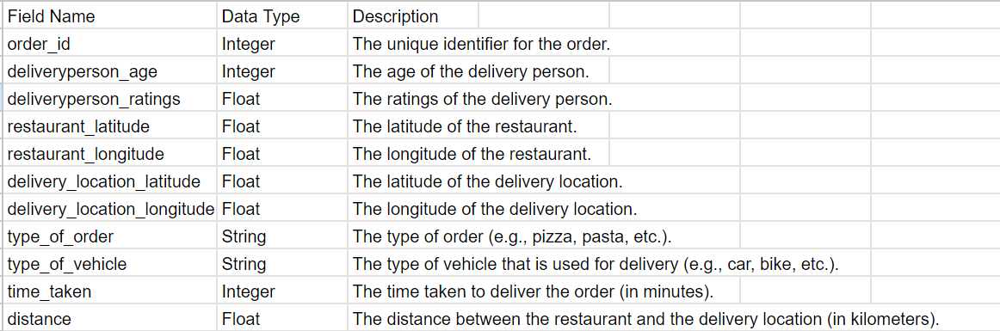 Field Name Data Type Description
order_id Integer The unique identifier for the order.
deliveryperson_age Integer The age of the delivery person.
deliveryperson_ratings Float The ratings of the delivery person.
restaurant_latitude Float The latitude of the restaurant.
restaurant_longitude Float The longitude of the restaurant.
delivery_location_latitude Float The latitude of the delivery location.
delivery_location_longitude Float The longitude of the delivery location.
type_of_order String The type of order (e.g., pizza, pasta, etc.).
type_of_vehicle String The type of vehicle that is used for delivery (e.g., car, bike, etc.).
time_taken Integer The time taken to deliver the order (in minutes).
distance Float The distance between the restaurant and the delivery location (in kilometers).